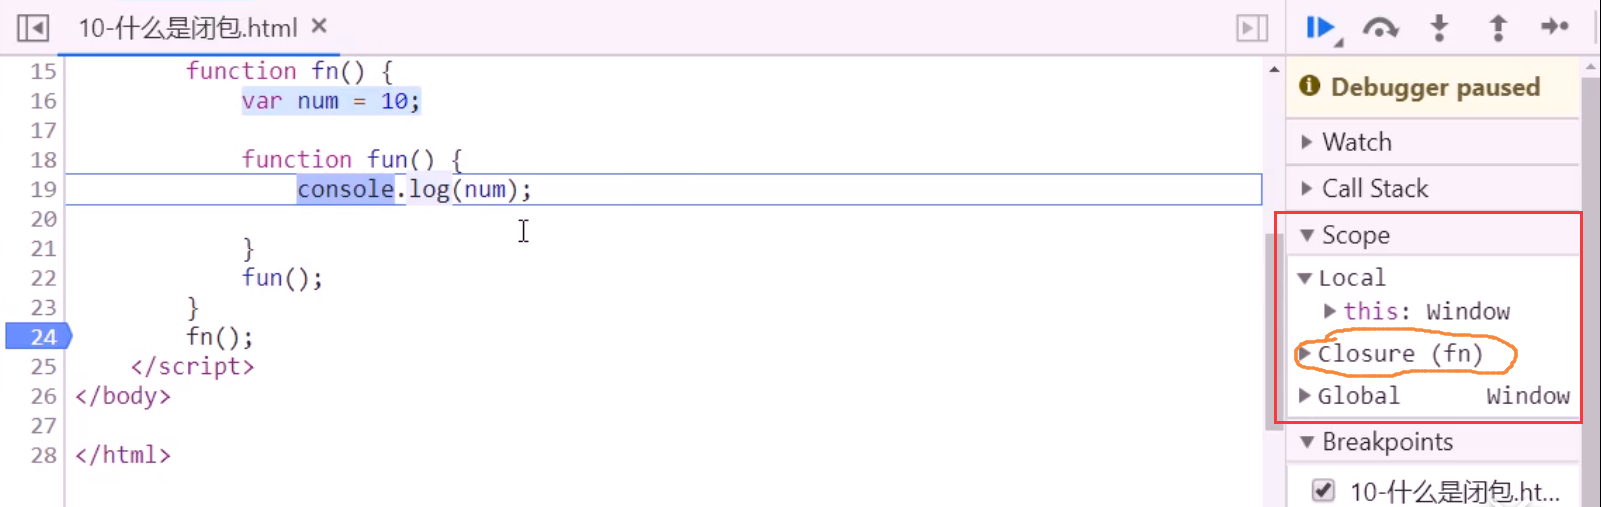 10-什么是闭包.html ×
15 function fn() {
16 var num = 10;
17
18 function fun() {
19 console.log(num);
20
21 }
22 fun();
23 }
24 fn();
25 </script>
26 </body>
27
28 </html>
Debugger paused
Watch
Call Stack
Scope
Local
this: Window
Closure (fn)
Global Window
Breakpoints
10-什么是闭包.ht...